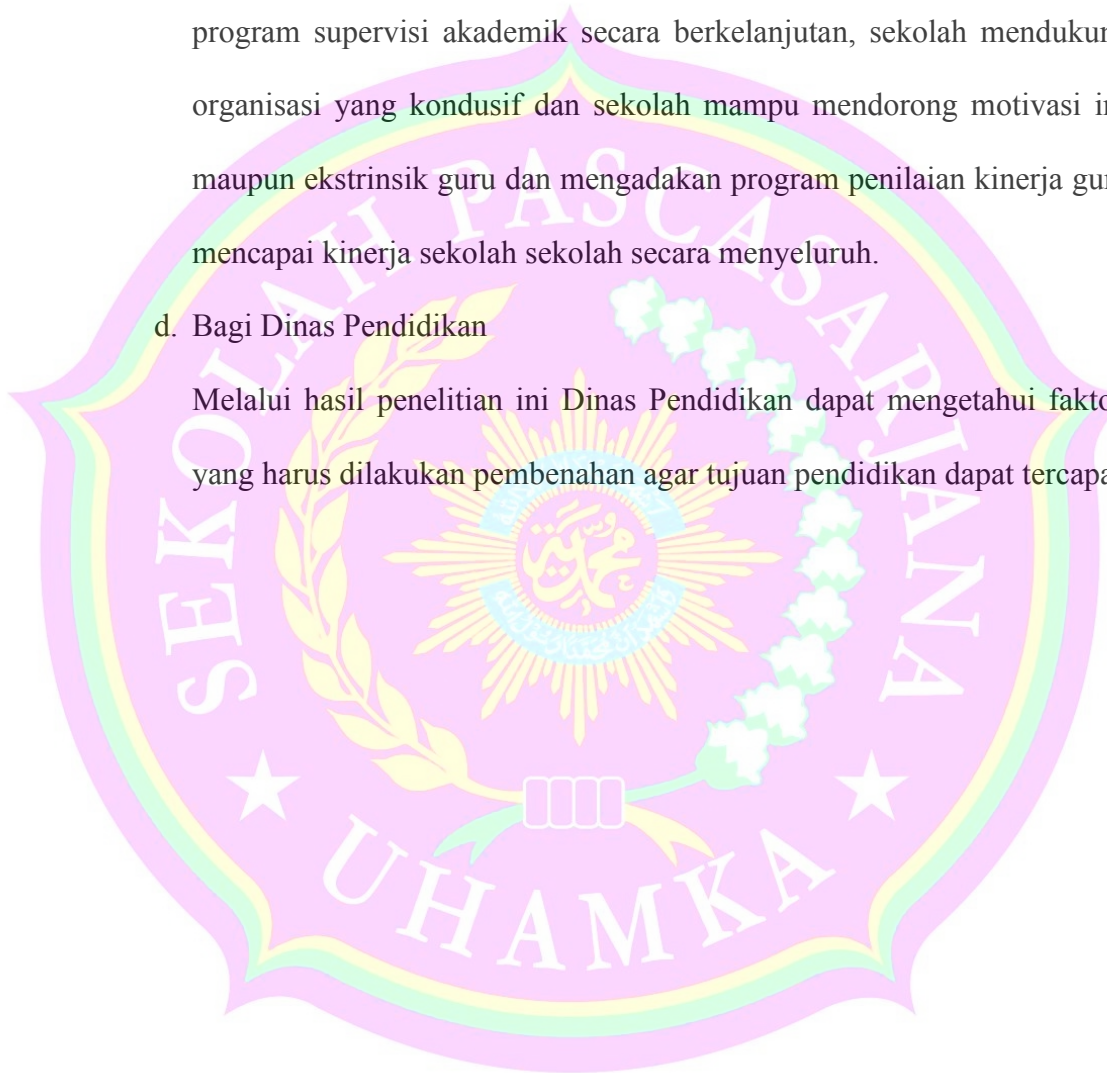 program supervisi akademik secara berkelanjutan, sekolah mendukun
organisasi yang kondusif dan sekolah mampu mendorong motivasi in
maupun ekstrinsik guru dan mengadakan program penilaian kinerja gur
mencapai kinerja sekolah sekolah secara menyeluruh.
d. Bagi Dinas Pendidikan
Melalui hasil penelitian ini Dinas Pendidikan dapat mengetahui fakto
yang harus dilakukan pembenahan agar tujuan pendidikan dapat tercapa
SEKOLAH PASCASARJANA
محمدية
UHAMKA